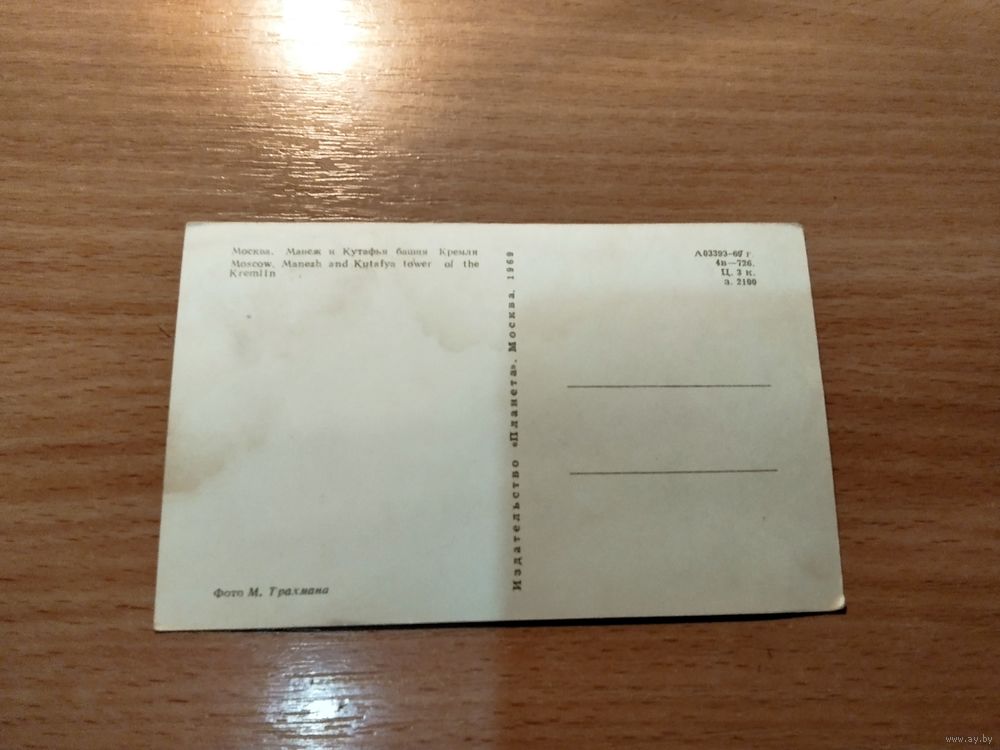 Москва. Манеж и Кутафья башня Кремля
Moscow. Manezh and Kutafya tower of the
Kremlin
Издательство «Планета». Москва. 1969
А03393-69 г.
4в—726.
Ц. 3 к.
з. 2100
Фото М. Трахмана
www.ay.by